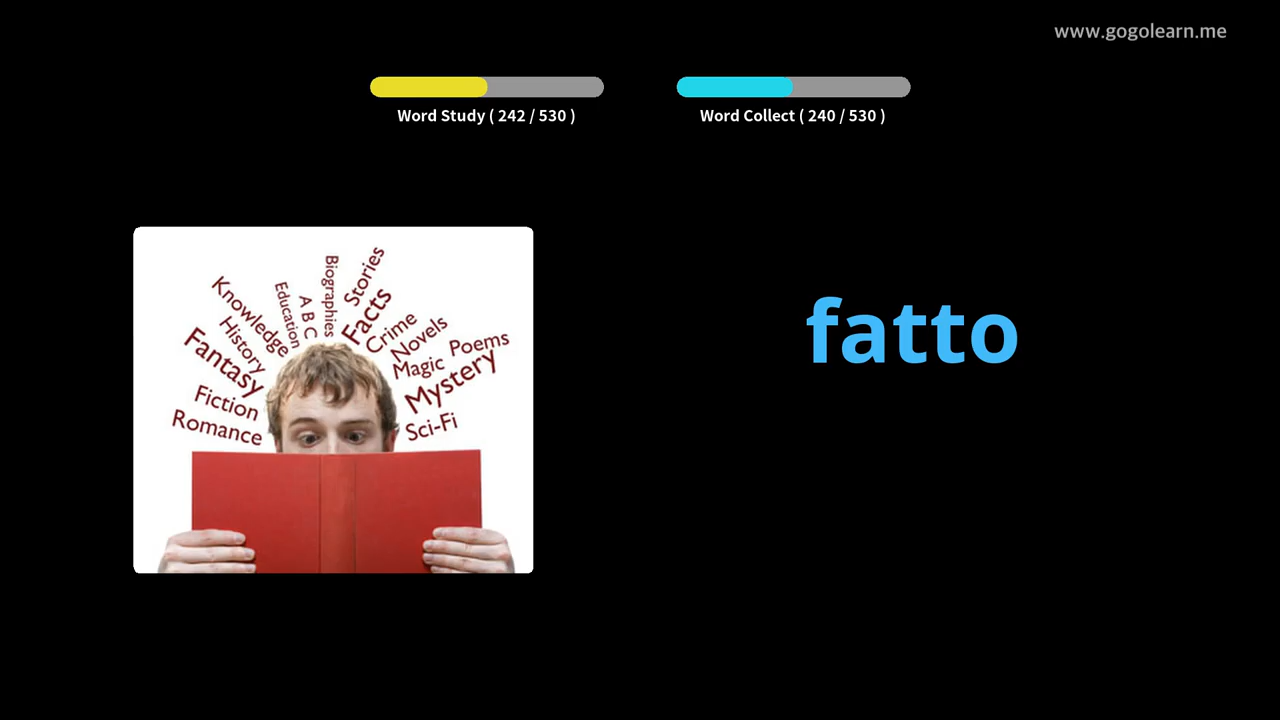 www.gogolearn.me
Word Study ( 242 / 530 )
Word Collect ( 240 / 530 )
Biographies
Stories
Education
A B C
Facts
Knowledge
Crime
History
Novels
Poems
Fantasy
Magic
Mystery
Fiction
Romance
Sci-Fi
fatto